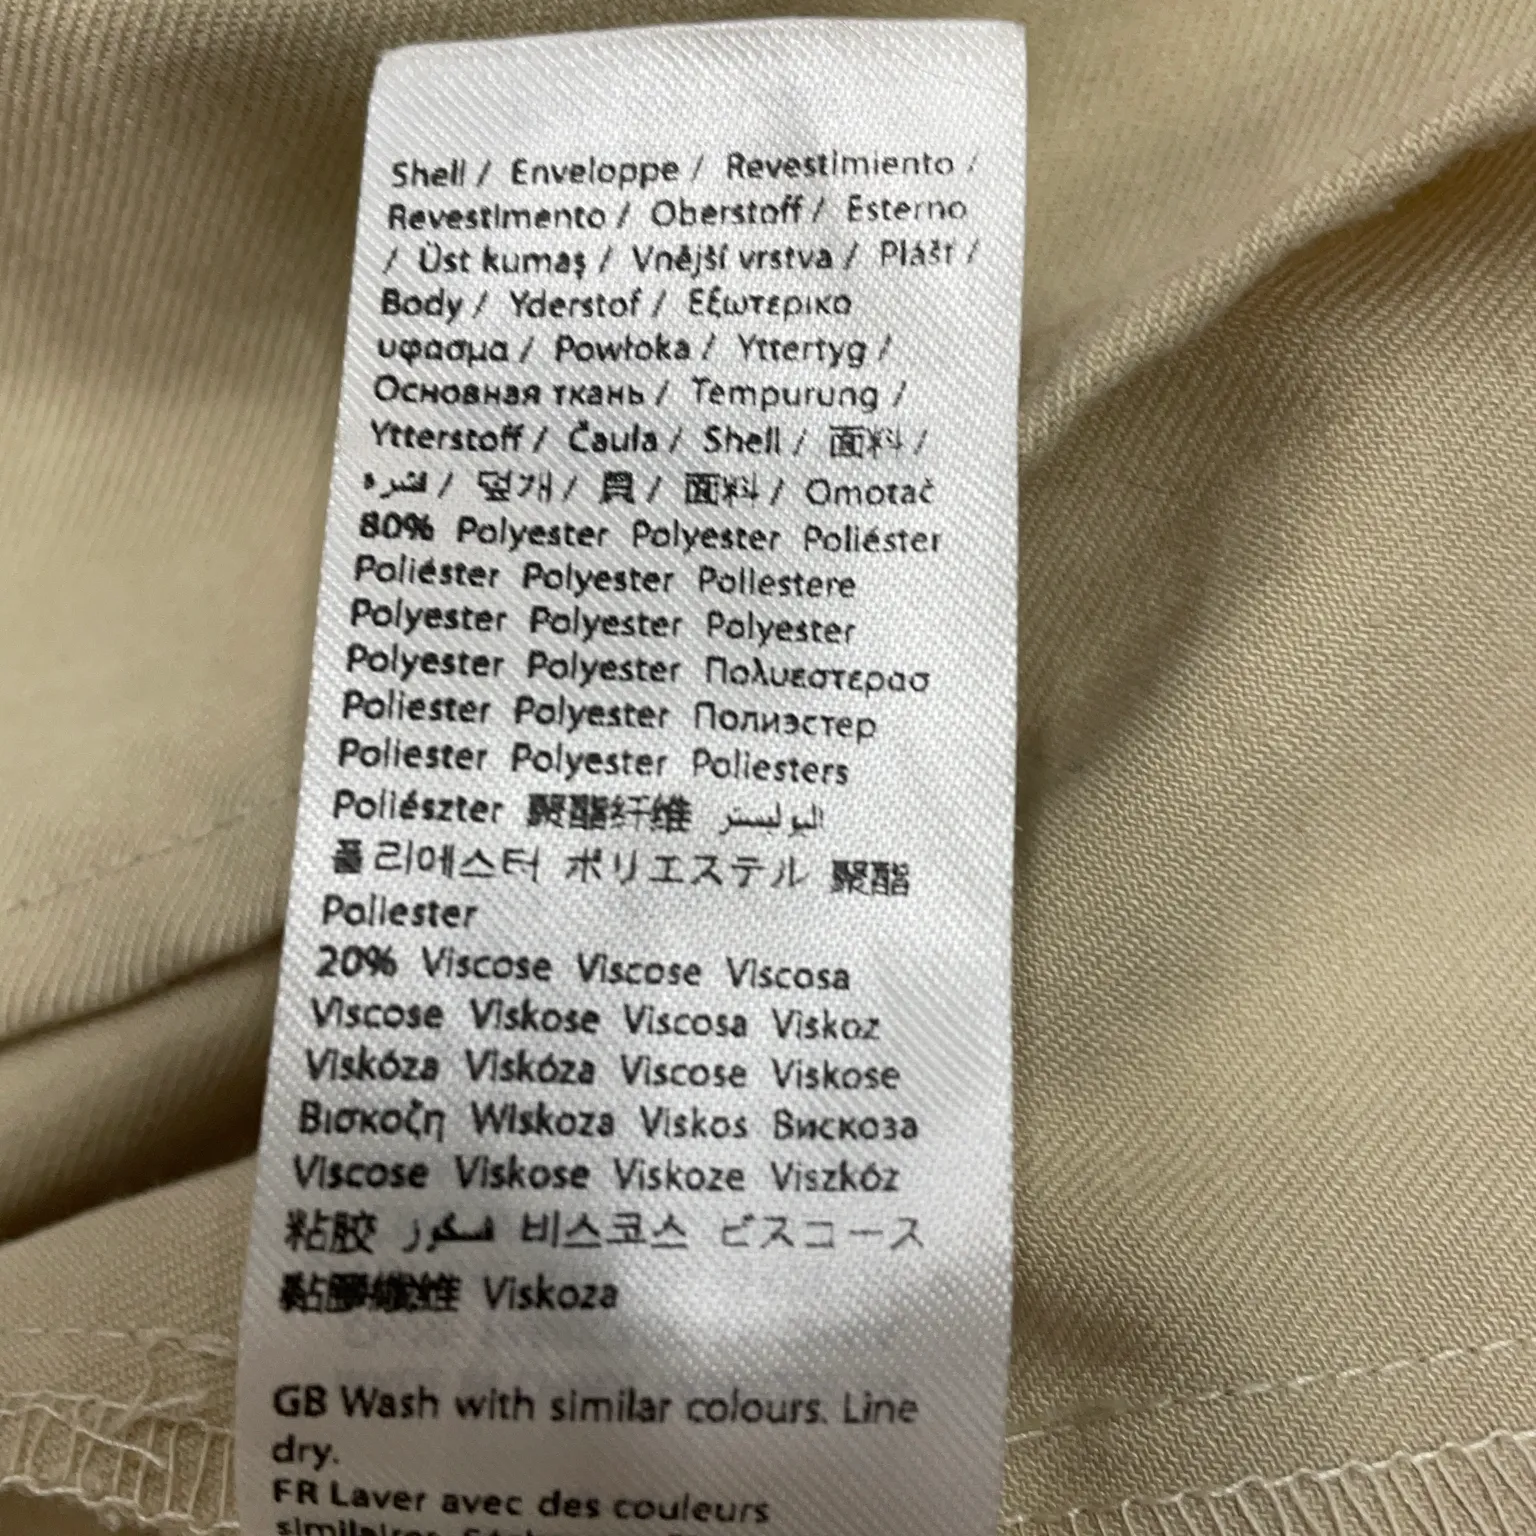 Shell / Enveloppe / Revestimiento /
Revestimento / Oberstoff / Esterno
/ Üst kumaş / Vnější vrstva / Plášť /
Body / Yderstof / Εξωτερικο
υφασμα / Powłoka / Yttertyg /
Основная ткань / Tempurung /
Ytterstoff / Čaula / Shell / 面料 /
قشره / 덮개 / 貝 / 面料 / Omotač
80% Polyester Polyester Poliéster
Poliéster Polyester Poliestere
Polyester Polyester Polyester
Polyester Polyester Πολυεστερασ
Poliester Polyester Полиэстер
Poliester Polyester Poliesters
Poliészter 聚酯纤维 البوليستر
폴리에스터 ポリエステル 聚酯
Poliester
20% Viscose Viscose Viscosa
Viscose Viskose Viscosa Viskoz
Viskóza Viskóza Viscose Viskose
Βισκοζη Wiskoza Viskos Вискоза
Viscose Viskose Viskoze Viszkóz
粘胶 فسكوز 비스코스 ビスコース
黏膠纖維 Viskoza
GB Wash with similar colours. Line
dry.
FR Laver avec des couleurs
similaires.